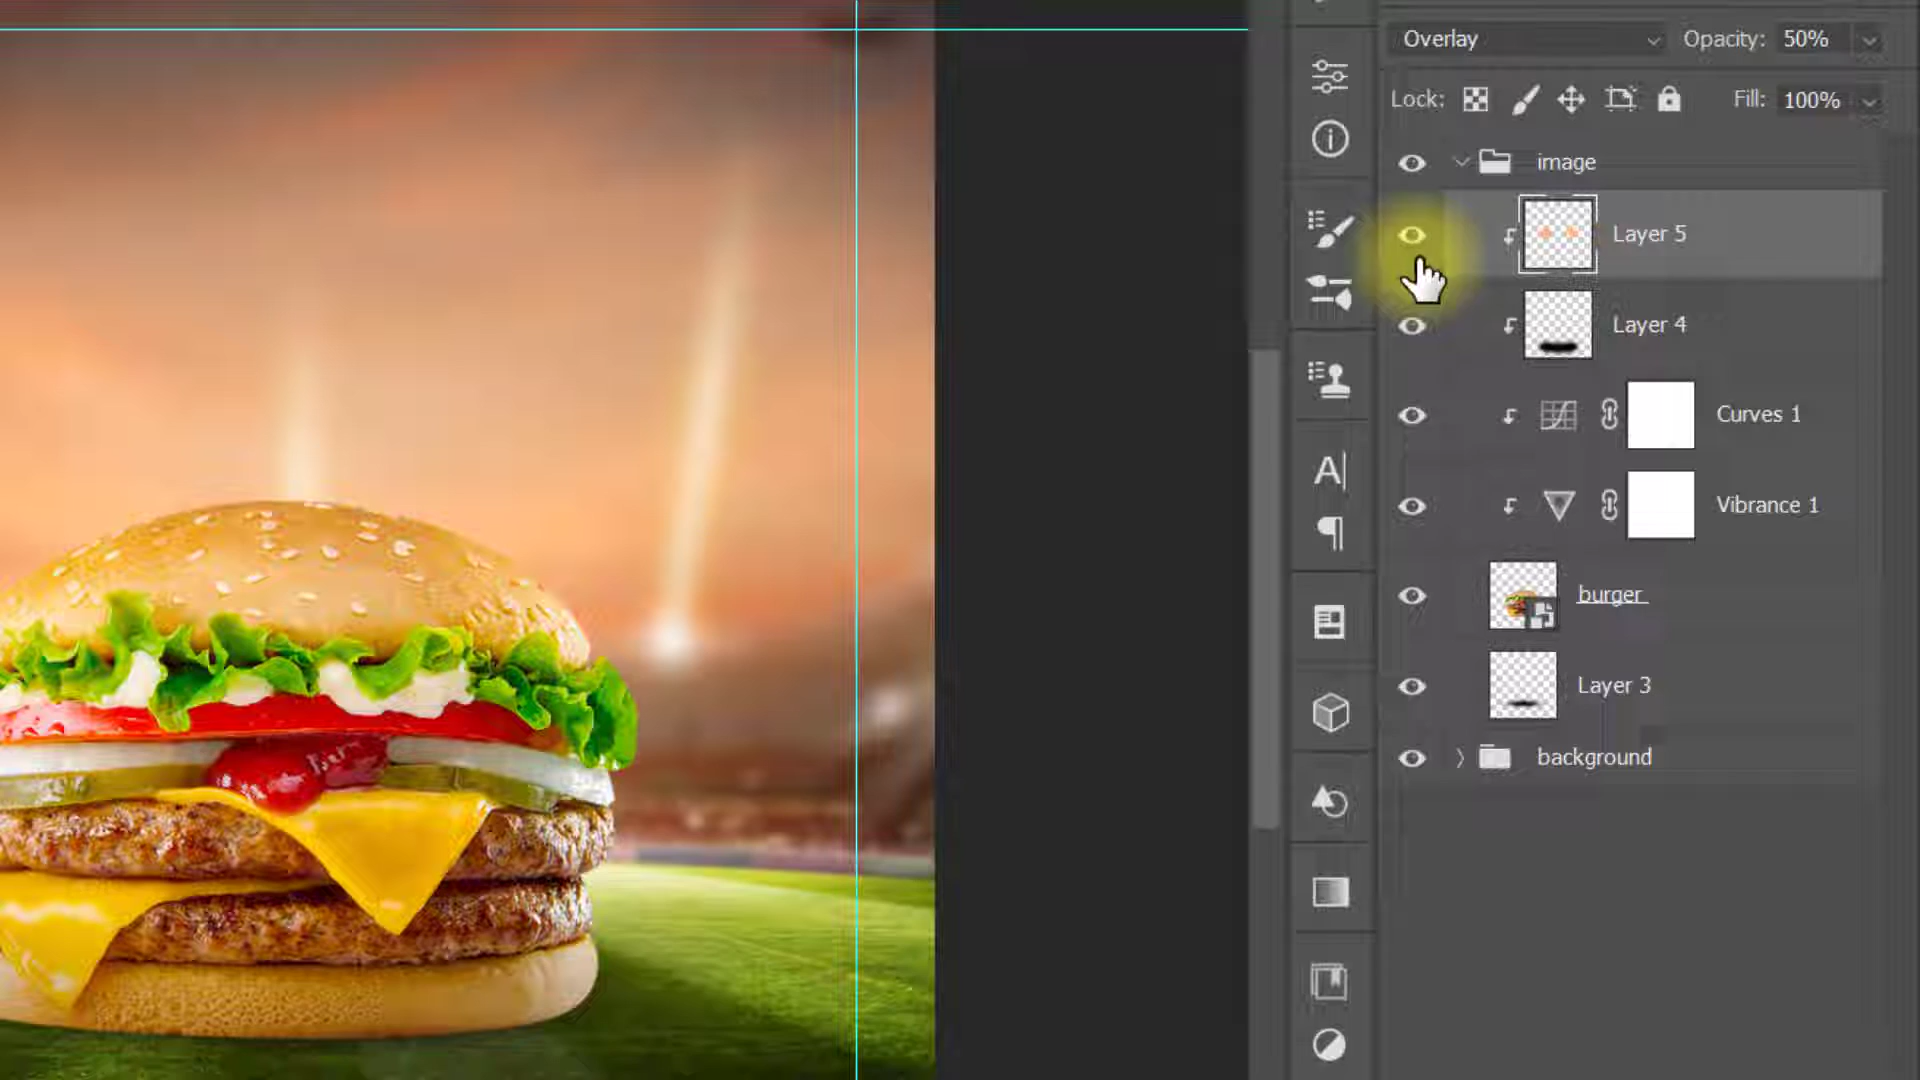 Overlay
Opacity: 50%
Lock:
Fill: 100%
image
Layer 5
Layer 4
Curves 1
Vibrance 1
burger
Layer 3
background